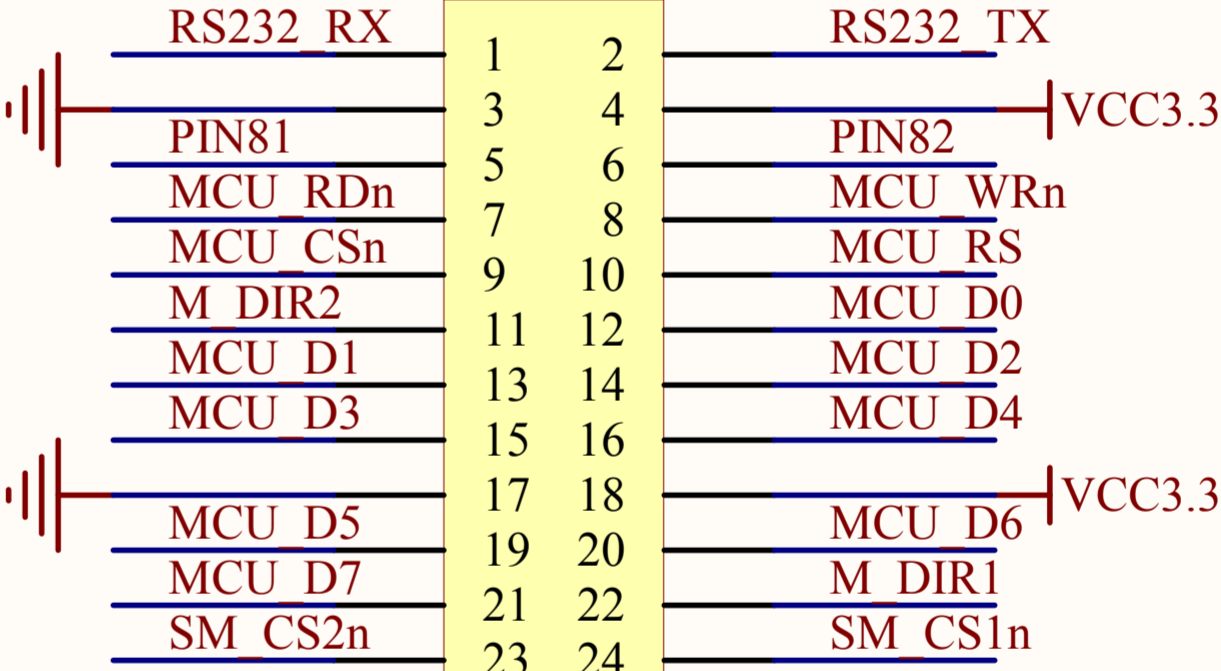 RS232_RX 1 2 RS232_TX
3 4 VCC3.3
PIN81 5 6 PIN82
MCU_RDn 7 8 MCU_WRn
MCU_CSn 9 10 MCU_RS
M_DIR2 11 12 MCU_D0
MCU_D1 13 14 MCU_D2
MCU_D3 15 16 MCU_D4
17 18 VCC3.3
MCU_D5 19 20 MCU_D6
MCU_D7 21 22 M_DIR1
SM_CS2n 23 24 SM_CS1n